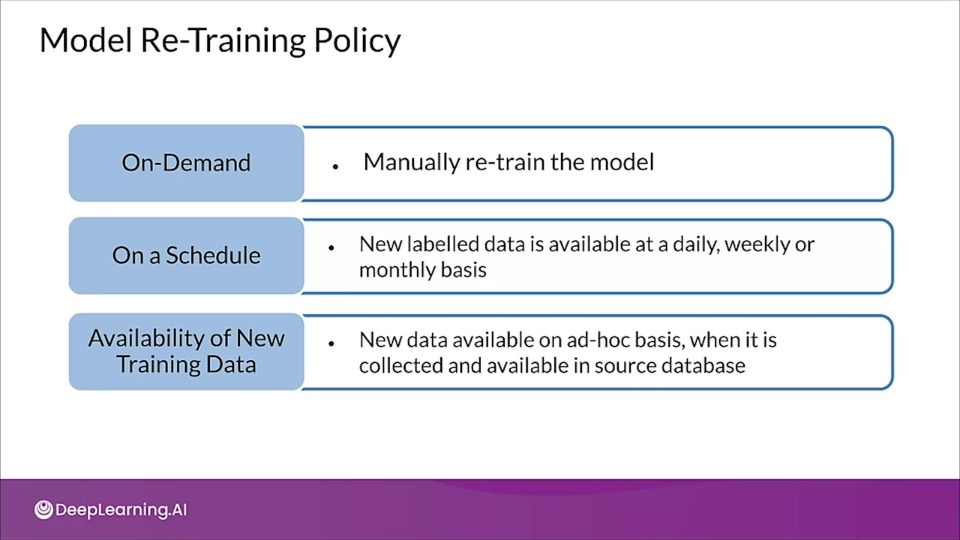 Model Re-Training Policy
On-Demand
• Manually re-train the model
On a Schedule
• New labelled data is available at a daily, weekly or
monthly basis
Availability of New
Training Data
• New data available on ad-hoc basis, when it is
collected and available in source database
DeepLearning.AI